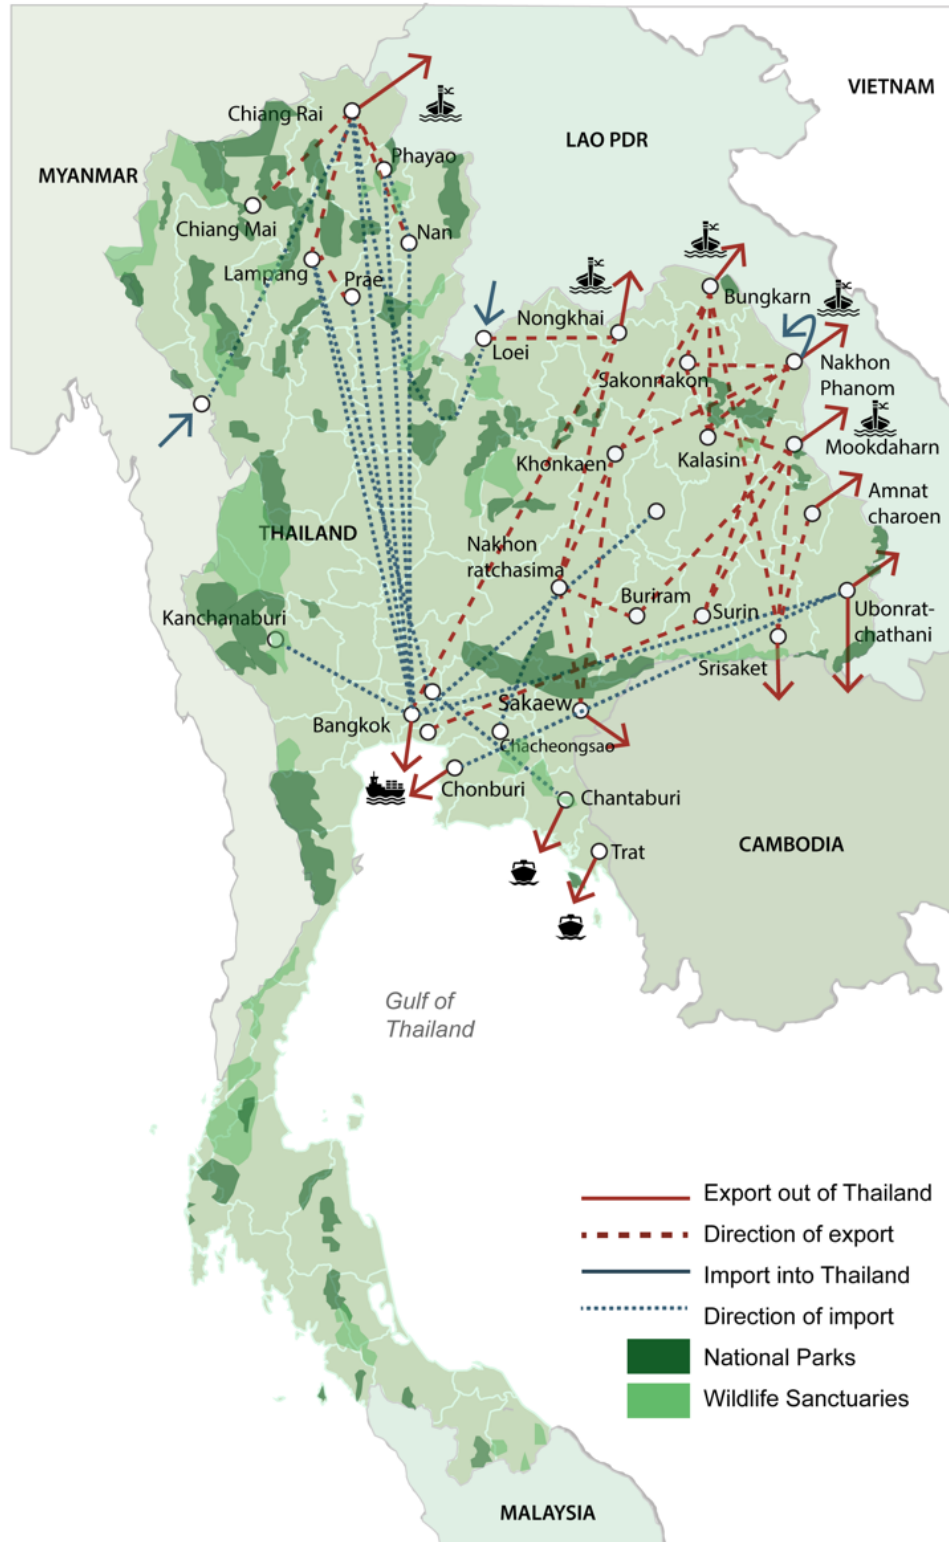 VIETNAM
Chiang Rai
LAO PDR
Phayao
MYANMAR
Chiang Mai
Nan
Lampang
Prae
Bungkarn
Nongkhai
Loei
Nakhon
Phanom
Sakonnakon
Mookdaharn
Khonkaen
Kalasin
Amnat
charoen
THAILAND
Nakhon
ratchasima
Kanchanaburi
Buriram
Surin
Ubonrat-
chathani
Srisaket
Sakaew
Bangkok
Chacheongsao
Chonburi
Chantaburi
CAMBODIA
Trat
Gulf of
Thailand
Export out of Thailand
Direction of export
Import into Thailand
Direction of import
National Parks
Wildlife Sanctuaries
MALAYSIA